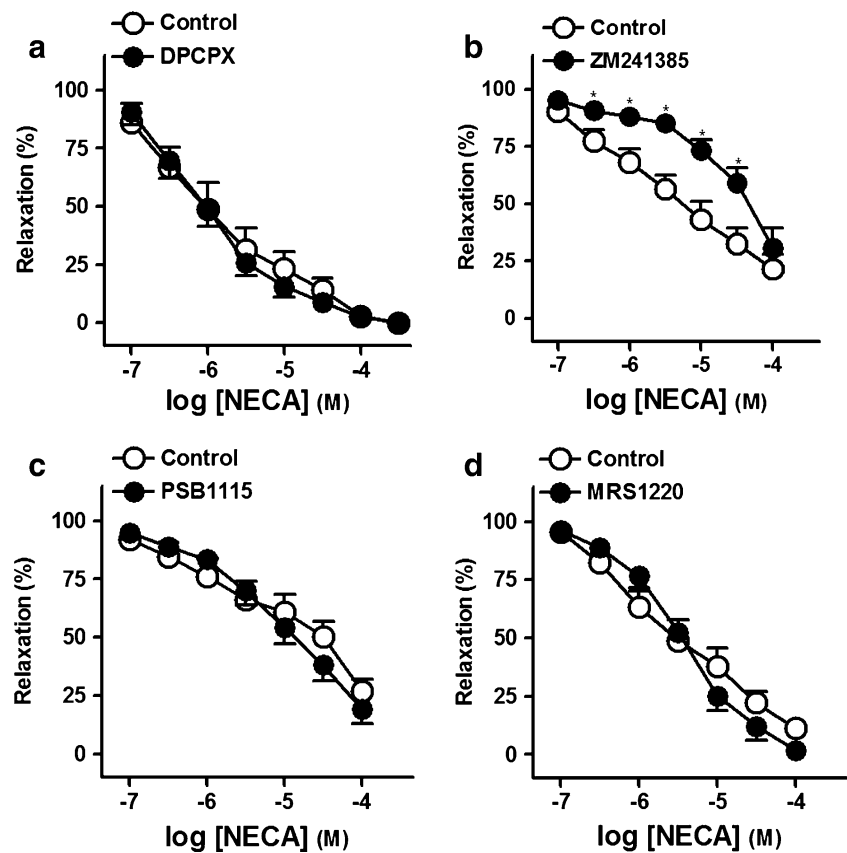 a
Control
DPCPX
100
75
50
25
0
Relaxation (%)
-7
-6
-5
-4
log [NECA] (M)
b
Control
ZM241385
100
75
50
25
0
Relaxation (%)
* * * * *
-7
-6
-5
-4
log [NECA] (M)
c
Control
PSB1115
100
75
50
25
0
Relaxation (%)
-7
-6
-5
-4
log [NECA] (M)
d
Control
MRS1220
100
75
50
25
0
Relaxation (%)
-7
-6
-5
-4
log [NECA] (M)